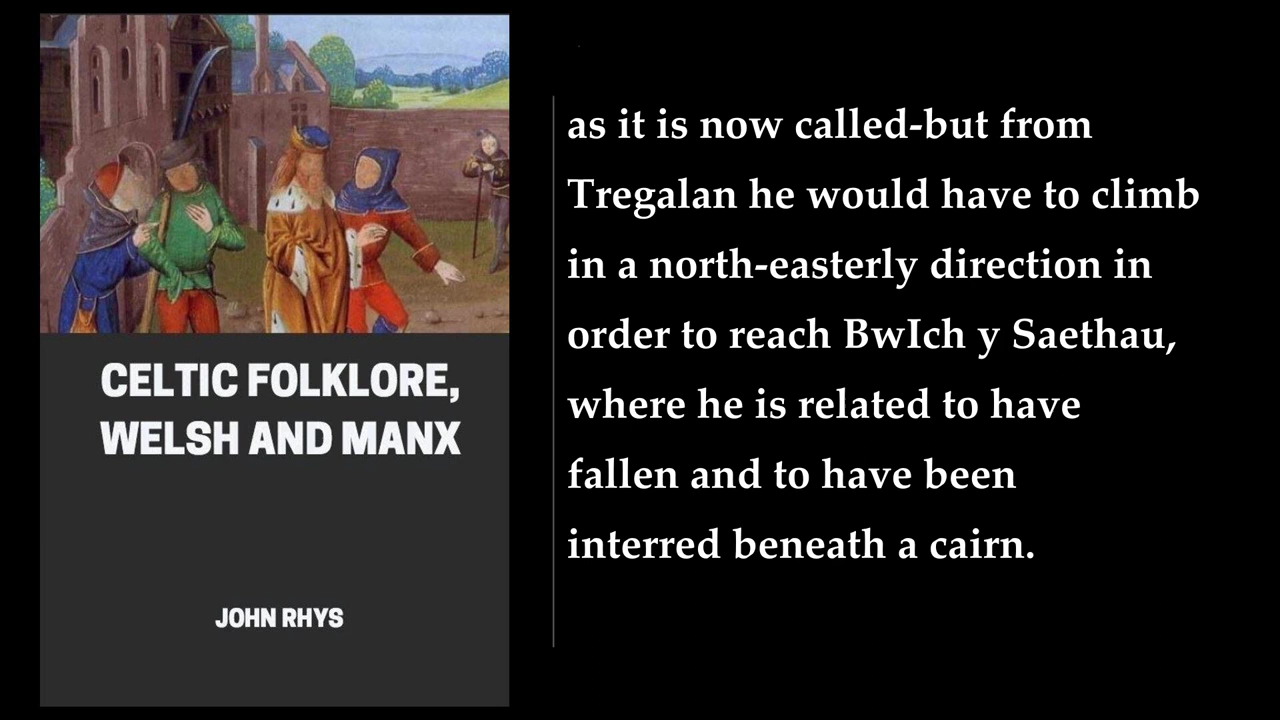 CELTIC FOLKLORE,
WELSH AND MANX
JOHN RHYS
as it is now called-but from
Tregalan he would have to climb
in a north-easterly direction in
order to reach BwIch y Saethau,
where he is related to have
fallen and to have been
interred beneath a cairn.